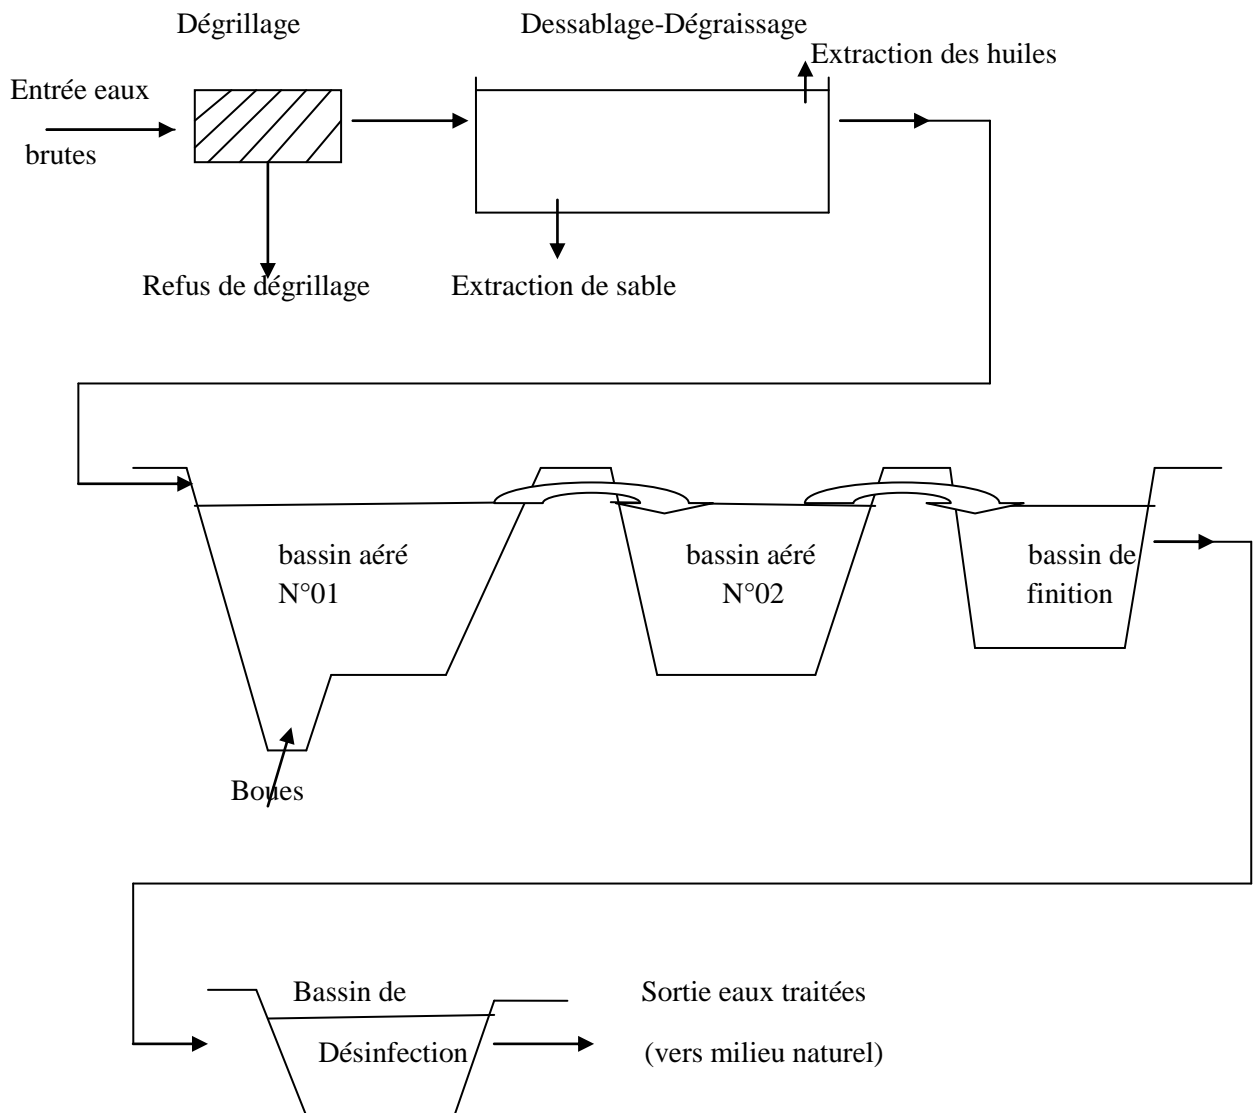 Dégrillage
Dessablage-Dégraissage
Extraction des huiles
Entrée eaux
brutes
Refus de dégrillage
Extraction de sable
bassin aéré
N°01
bassin aéré
N°02
bassin de
finition
Boues
Bassin de
Désinfection
Sortie eaux traitées
(vers milieu naturel)